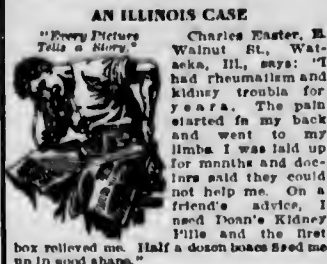 AN ILLINOIS CASE
"Every Picture
Tells a Story."
Charles Easter, E.
Walnut St., Wat-
seka, Ill., says: "I
had rheumatism and
kidney trouble for
years. The pain
started in my back
and went to my
limbs. I was laid up
for months and doc-
tors said they could
not help me. On a
friend's advice, I
used Doan's Kidney
Pills and the first
box relieved me. Half a dozen boxes fixed me
up in good shape."